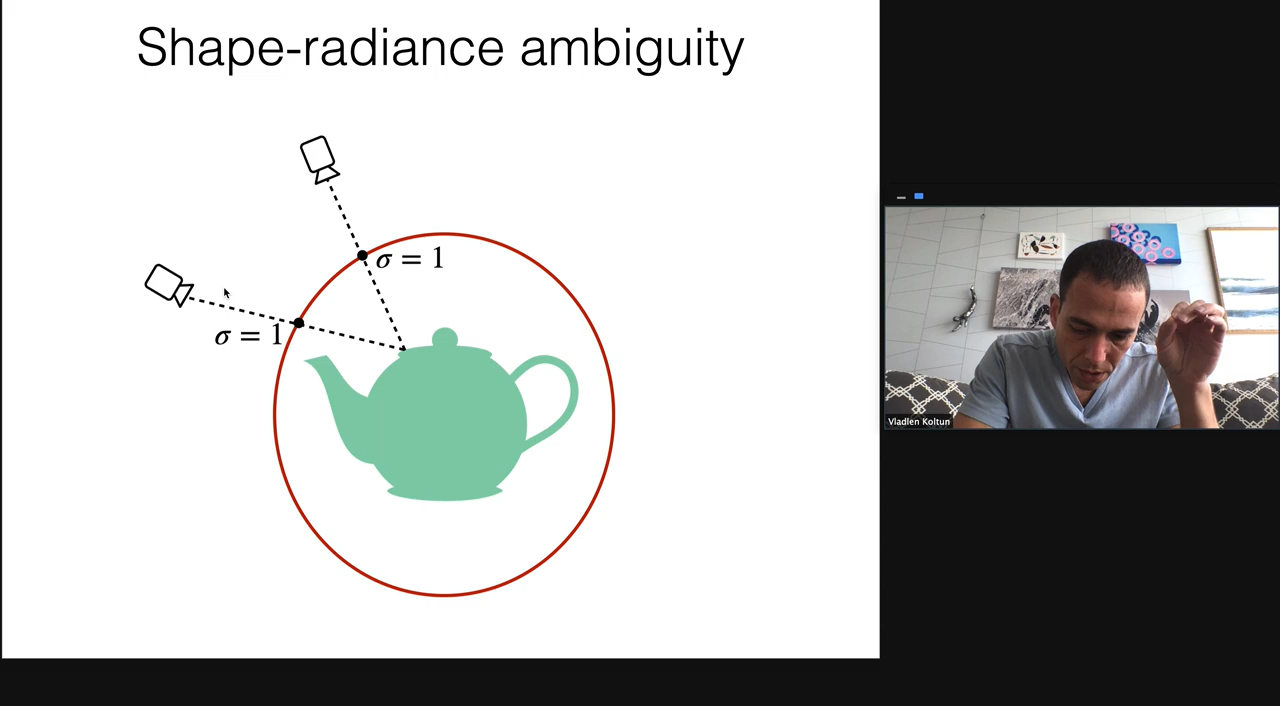 Shape-radiance ambiguity
σ = 1
σ = 1
Vladlen Koltun